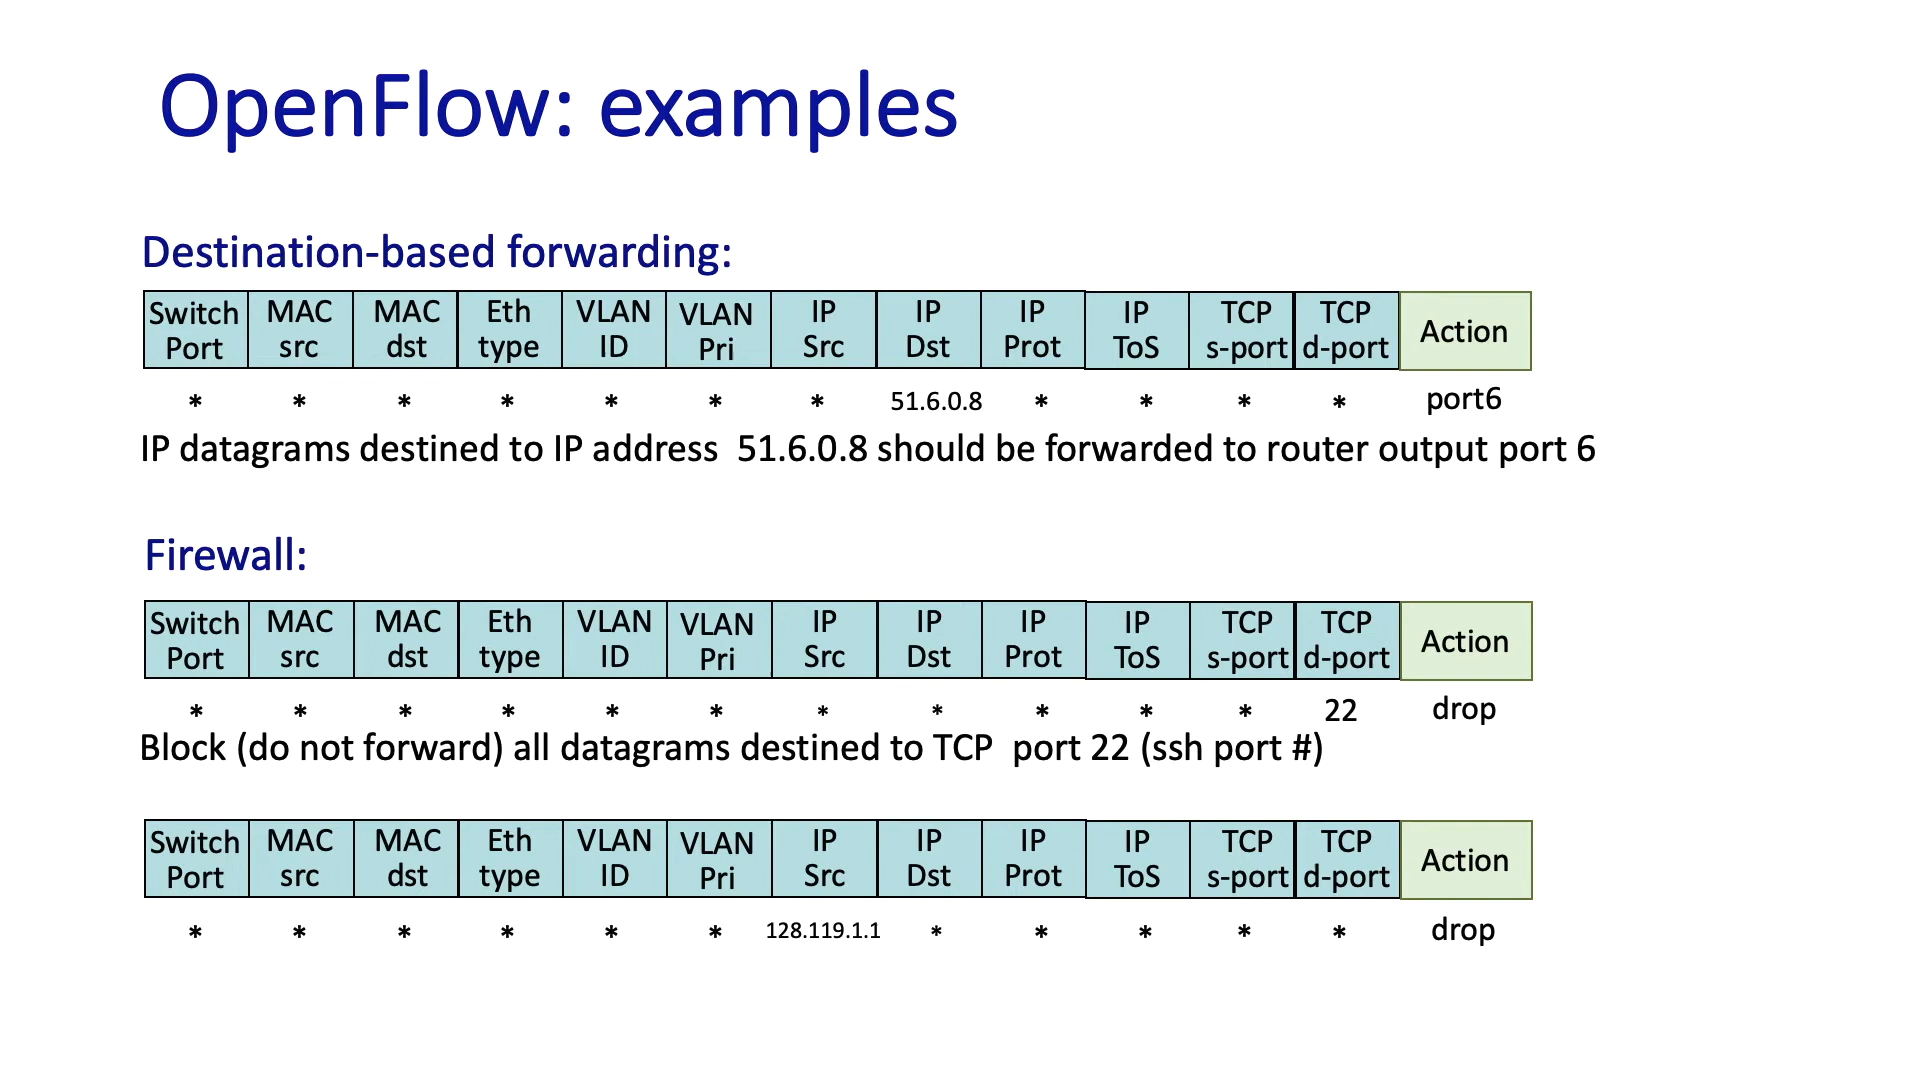 OpenFlow: examples
Destination-based forwarding:
Switch Port MAC src MAC dst Eth type VLAN ID VLAN Pri IP Src IP Dst IP Prot IP ToS TCP s-port TCP d-port Action
* * * * * * * 51.6.0.8 * * * * port6
IP datagrams destined to IP address 51.6.0.8 should be forwarded to router output port 6
Firewall:
Switch Port MAC src MAC dst Eth type VLAN ID VLAN Pri IP Src IP Dst IP Prot IP ToS TCP s-port TCP d-port Action
* * * * * * * * * * * 22 drop
Block (do not forward) all datagrams destined to TCP port 22 (ssh port #)
Switch Port MAC src MAC dst Eth type VLAN ID VLAN Pri IP Src IP Dst IP Prot IP ToS TCP s-port TCP d-port Action
* * * * * * 128.119.1.1 * * * * * drop